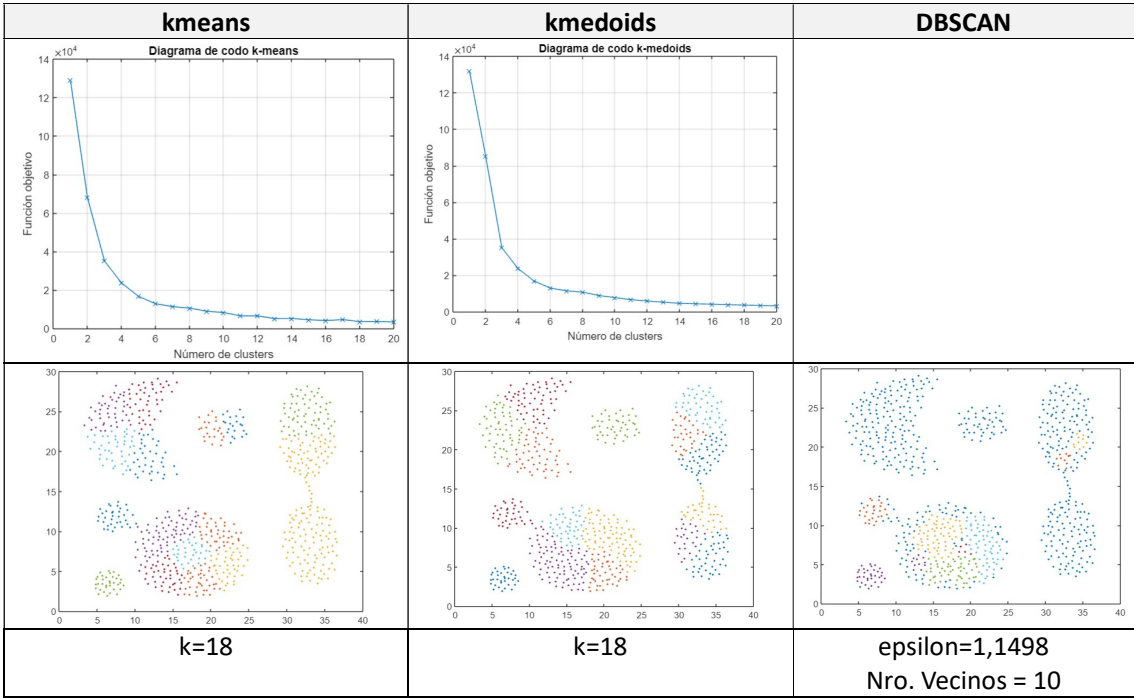 kmeans
kmedoids
DBSCAN
Diagrama de codo k-means
×10⁴
14
12
10
8
6
4
2
0
Función objetivo
0 2 4 6 8 10 12 14 16 18 20
Número de clusters
Diagrama de codo k-medoids
×10⁴
14
12
10
8
6
4
2
0
Función objetivo
0 2 4 6 8 10 12 14 16 18 20
Número de clusters
30
25
20
15
10
5
0
0 5 10 15 20 25 30 35 40
30
25
20
15
10
5
0
0 5 10 15 20 25 30 35 40
30
25
20
15
10
5
0
0 5 10 15 20 25 30 35 40
k=18
k=18
epsilon=1,1498
Nro. Vecinos = 10